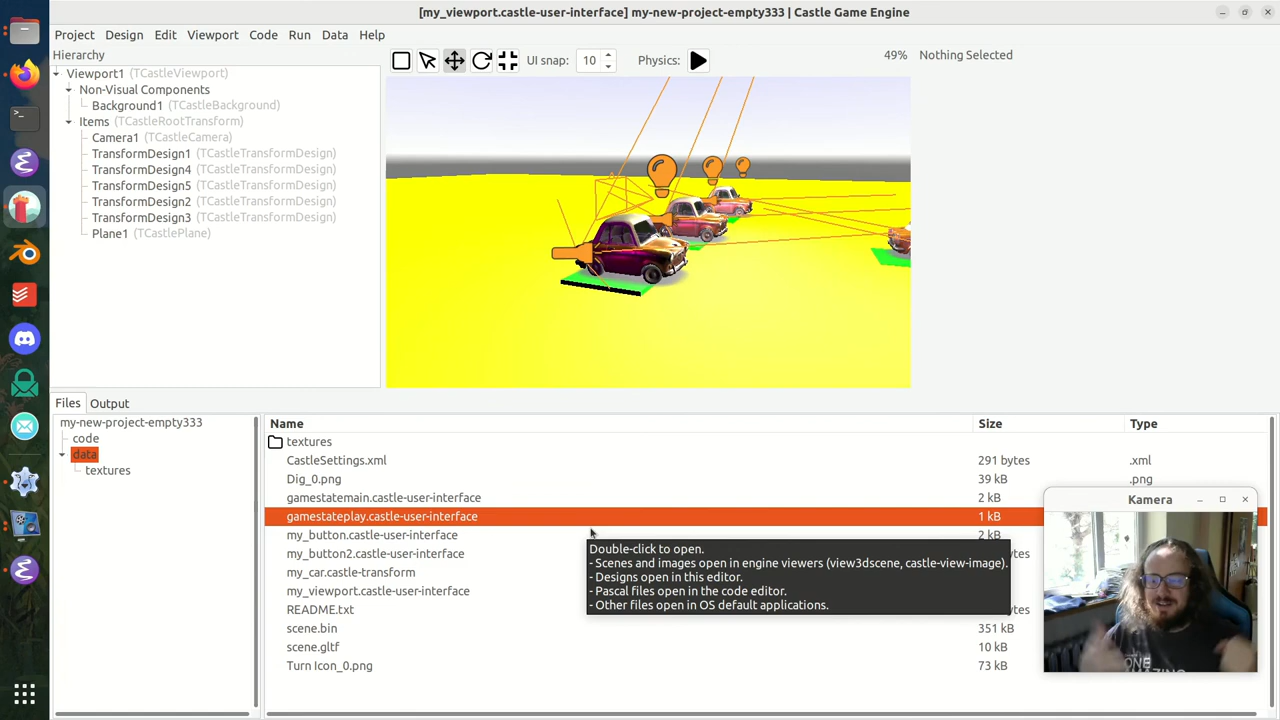 [my_viewport.castle-user-interface] my-new-project-empty333 | Castle Game Engine
Project Design Edit Viewport Code Run Data Help
Hierarchy
UI snap: 10 Physics: 49% Nothing Selected
Viewport1 (TCastleViewport)
Non-Visual Components
Background1 (TCastleBackground)
Items (TCastleRootTransform)
Camera1 (TCastleCamera)
TransformDesign1 (TCastleTransformDesign)
TransformDesign4 (TCastleTransformDesign)
TransformDesign5 (TCastleTransformDesign)
TransformDesign2 (TCastleTransformDesign)
TransformDesign3 (TCastleTransformDesign)
Plane1 (TCastlePlane)
Files Output
my-new-project-empty333
code
data
textures
Name Size Type
textures
CastleSettings.xml 291 bytes .xml
Dig_0.png 39 kB .png
gamestatemain.castle-user-interface 2 kB
gamestateplay.castle-user-interface 1 kB
my_button.castle-user-interface 2 kB
my_button2.castle-user-interface
my_car.castle-transform
my_viewport.castle-user-interface
README.txt
scene.bin 351 kB
scene.gltf 10 kB
Turn Icon_0.png 73 kB
Double-click to open.
- Scenes and images open in engine viewers (view3dscene, castle-view-image).
- Designs open in this editor.
- Pascal files open in the code editor.
- Other files open in OS default applications.
Kamera